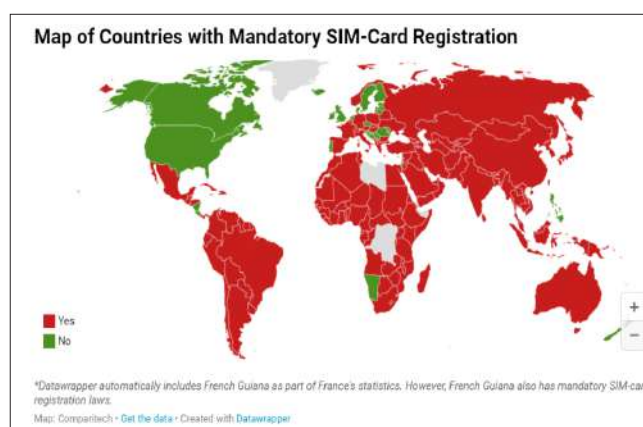 Map of Countries with Mandatory SIM-Card Registration
Yes
No
+
−
*Datawrapper automatically includes French Guiana as part of France's statistics. However, French Guiana also has mandatory SIM-car
registration laws.
Map: Comparitech • Get the data • Created with Datawrapper